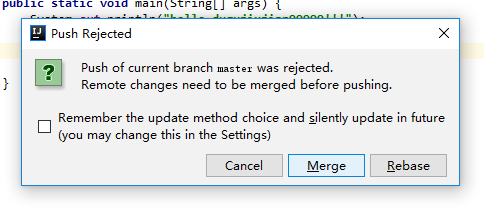 public static void main(String[] args) {
Push Rejected
Push of current branch master was rejected.
Remote changes need to be merged before pushing.
}
Remember the update method choice and silently update in future
(you may change this in the Settings)
Cancel
Merge
Rebase